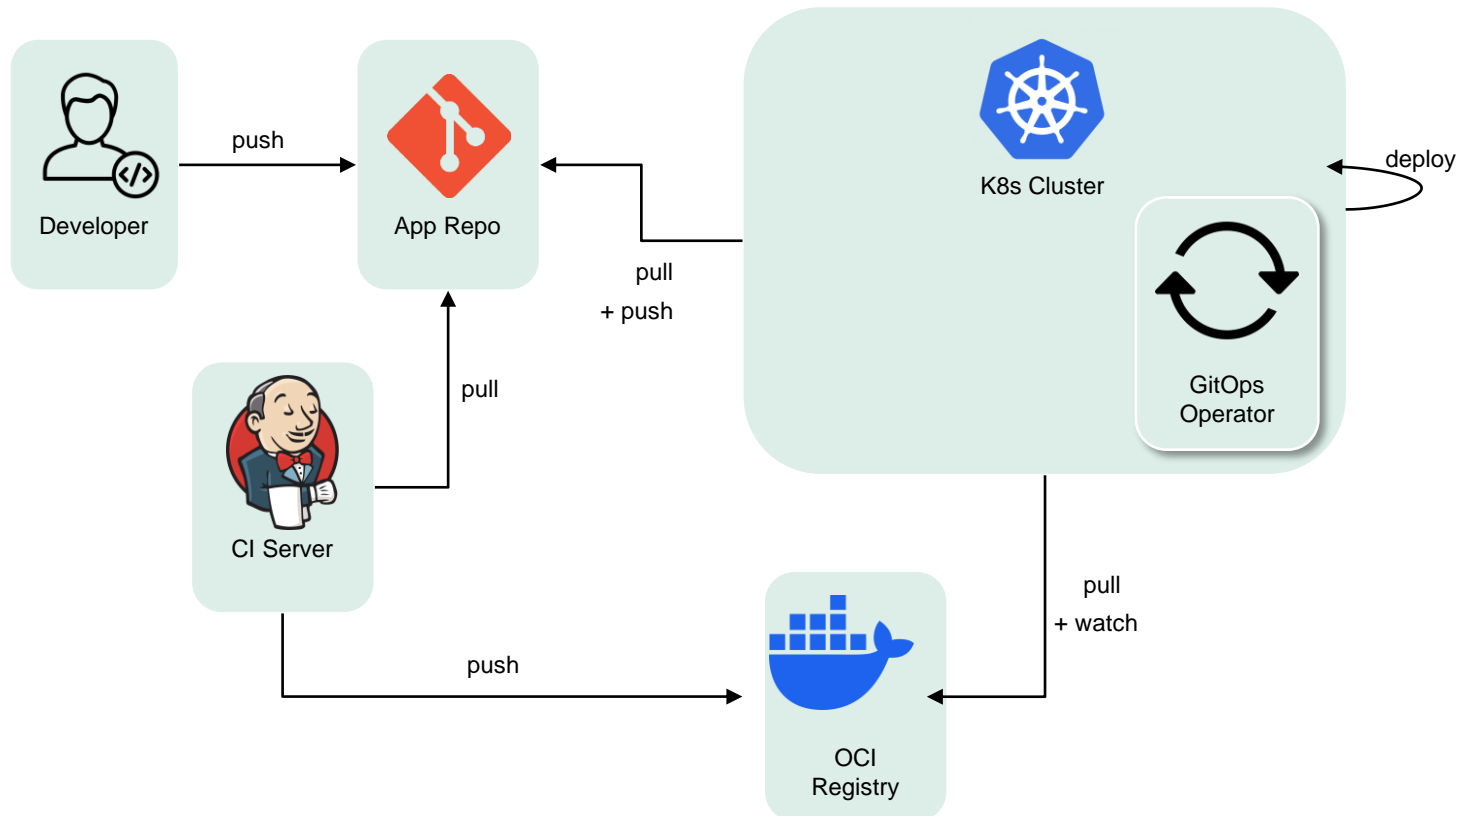 push
Developer
App Repo
K8s Cluster
deploy
pull
+ push
GitOps
Operator
pull
CI Server
pull
+ watch
push
OCI
Registry